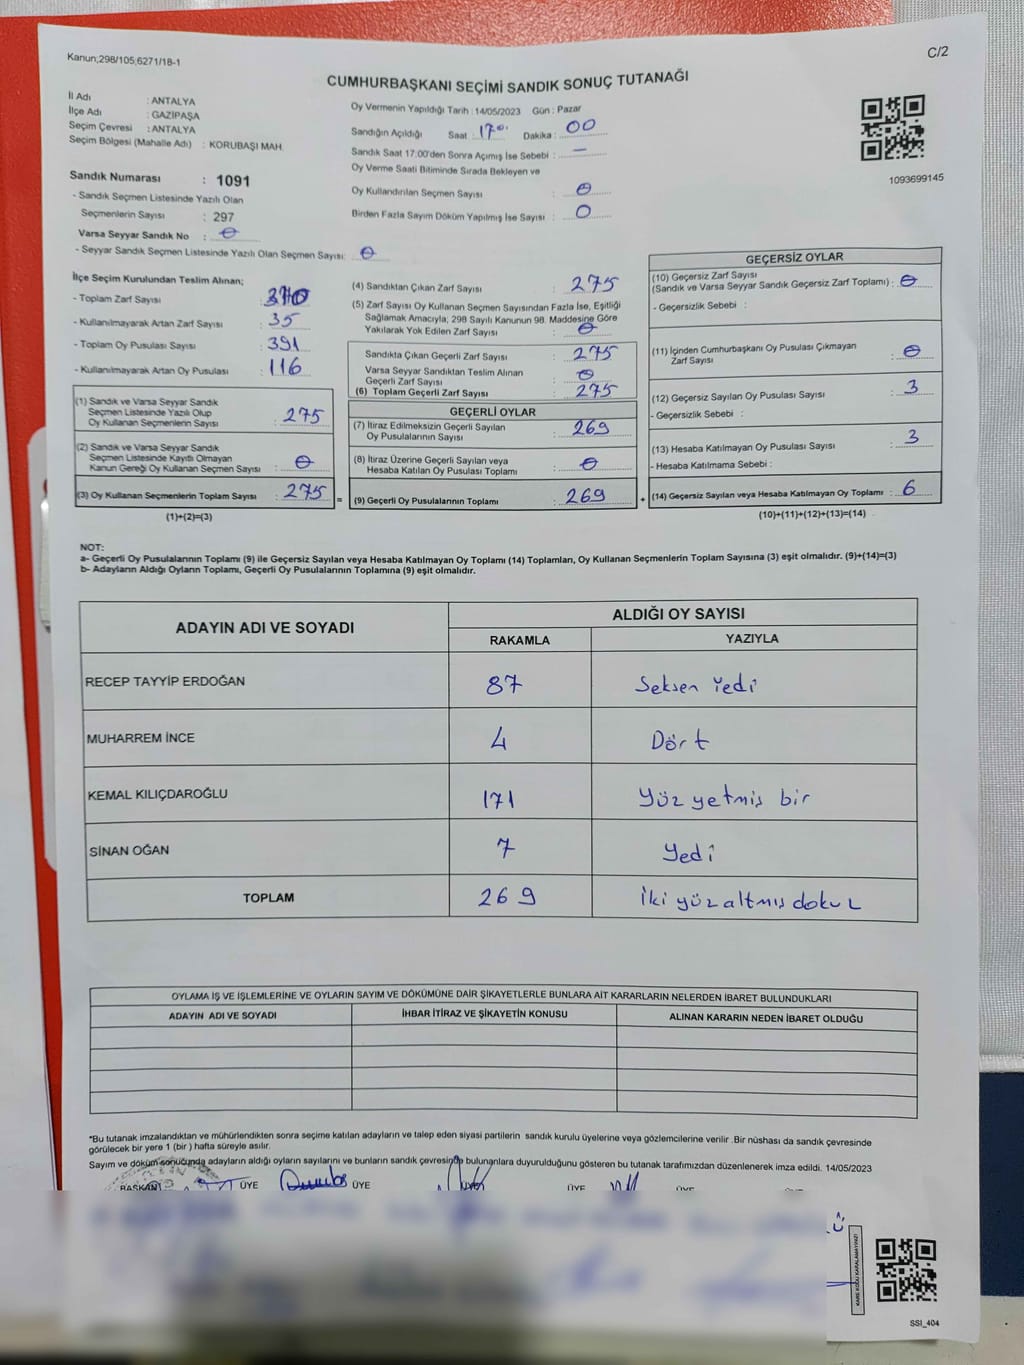 Kanun;298/105;6271/18-1
C/2
CUMHURBAŞKANI SEÇİMİ SANDIK SONUÇ TUTANAĞI
İl Adı : ANTALYA
İlçe Adı : GAZİPAŞA
Seçim Çevresi : ANTALYA
Seçim Bölgesi (Mahalle Adı) : KORUBAŞI MAH.
Sandık Numarası : 1091
- Sandık Seçmen Listesinde Yazılı Olan
Seçmenlerin Sayısı : 297
Varsa Seyyar Sandık No : 0
- Seyyar Sandık Seçmen Listesinde Yazılı Olan Seçmen Sayısı: 0
Oy Vermenin Yapıldığı Tarih : 14/05/2023 Gün : Pazar
Sandığın Açıldığı Saat : 17 Dakika : 00
Sandık Saat 17:00'den Sonra Açımış İse Sebebi : —
Oy Verme Saati Bitiminde Sırada Bekleyen ve
Oy Kullandırılan Seçmen Sayısı : 0
Birden Fazla Sayım Döküm Yapılmış İse Sayısı : 0
1093699145
İlçe Seçim Kurulundan Teslim Alınan;
- Toplam Zarf Sayısı : 310
- Kullanılmayarak Artan Zarf Sayısı : 35
- Toplam Oy Pusulası Sayısı : 391
- Kullanılmayarak Artan Oy Pusulası : 116
(1) Sandık ve Varsa Seyyar Sandık
Seçmen Listesinde Yazılı Olup
Oy Kullanan Seçmenlerin Sayısı : 275
(2) Sandık ve Varsa Seyyar Sandık
Seçmen Listesinde Kayıtlı Olmayan
Kanun Gereği Oy Kullanan Seçmen Sayısı : 0
(3) Oy Kullanan Seçmenlerin Toplam Sayısı : 275 =
(1)+(2)=(3)
(4) Sandıktan Çıkan Zarf Sayısı : 275
(5) Zarf Sayısı Oy Kullanan Seçmen Sayısından Fazla İse, Eşitliği
Sağlamak Amacıyla; 298 Sayılı Kanunun 98. Maddesine Göre
Yakılarak Yok Edilen Zarf Sayısı : 0
Sandıkta Çıkan Geçerli Zarf Sayısı : 275
Varsa Seyyar Sandıktan Teslim Alınan
Geçerli Zarf Sayısı : 0
(6) Toplam Geçerli Zarf Sayısı : 275
GEÇERLİ OYLAR
(7) İtiraz Edilmeksizin Geçerli Sayılan
Oy Pusulalarının Sayısı : 269
(8) İtiraz Üzerine Geçerli Sayılan veya
Hesaba Katılan Oy Pusulası Toplamı : 0
(9) Geçerli Oy Pusulalarının Toplamı : 269 +
GEÇERSİZ OYLAR
(10) Geçersiz Zarf Sayısı
(Sandık ve Varsa Seyyar Sandık Geçersiz Zarf Toplamı) : 0
- Geçersizlik Sebebi :
(11) İçinden Cumhurbaşkanı Oy Pusulası Çıkmayan
Zarf Sayısı : 0
(12) Geçersiz Sayılan Oy Pusulası Sayısı : 3
- Geçersizlik Sebebi :
(13) Hesaba Katılmayan Oy Pusulası Sayısı : 3
- Hesaba Katılmama Sebebi :
(14) Geçersiz Sayılan veya Hesaba Katılmayan Oy Toplamı : 6
(10)+(11)+(12)+(13)=(14)
NOT:
a- Geçerli Oy Pusulalarının Toplamı (9) ile Geçersiz Sayılan veya Hesaba Katılmayan Oy Toplamı (14) Toplamları, Oy Kullanan Seçmenlerin Toplam Sayısına (3) eşit olmalıdır. (9)+(14)=(3)
b- Adayların Aldığı Oyların Toplamı, Geçerli Oy Pusulalarının Toplamına (9) eşit olmalıdır.
ADAYIN ADI VE SOYADI ALDIĞI OY SAYISI
RAKAMLA YAZIYLA
RECEP TAYYİP ERDOĞAN 87 Seksen Yedi
MUHARREM İNCE 4 Dört
KEMAL KILIÇDAROĞLU 171 Yüz yetmiş bir
SİNAN OĞAN 7 Yedi
TOPLAM 269 İki yüz altmış dokuz
OYLAMA İŞ VE İŞLEMLERİNE VE OYLARIN SAYIM VE DÖKÜMÜNE DAİR ŞİKAYETLERLE BUNLARA AİT KARARLARIN NELERDEN İBARET BULUNDUKLARI
ADAYIN ADI VE SOYADI İHBAR İTİRAZ VE ŞİKAYETİN KONUSU ALINAN KARARIN NEDEN İBARET OLDUĞU
*Bu tutanak imzalandıktan ve mühürlendikten sonra seçime katılan adayların ve talep eden siyasi partilerin sandık kurulu üyelerine veya gözlemcilerine verilir .Bir nüshası da sandık çevresinde
görülecek bir yere 1 (bir ) hafta süreyle asılır.
Sayım ve döküm sonucunda adayların aldığı oyların sayılarını ve bunların sandık çevresinde bulunanlara duyurulduğunu gösteren bu tutanak tarafımızdan düzenlenerek imza edildi. 14/05/2023
BAŞKAN ÜYE ÜYE ÜYE ÜYE ÜYE
KARE KODU KARALAMAYINIZ!
SSI_404